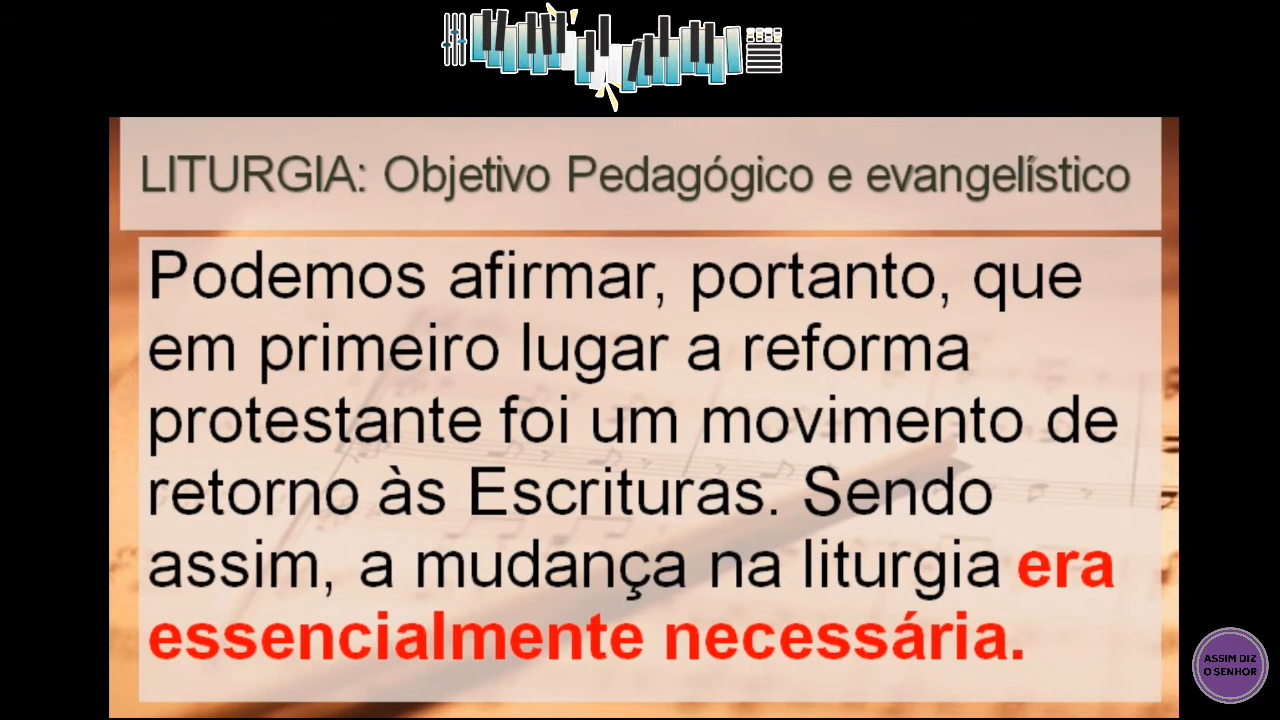 LITURGIA: Objetivo Pedagógico e evangelístico
Podemos afirmar, portanto, que
em primeiro lugar a reforma
protestante foi um movimento de
retorno às Escrituras. Sendo
assim, a mudança na liturgia era
essencialmente necessária.
ASSIM DIZ
O SENHOR